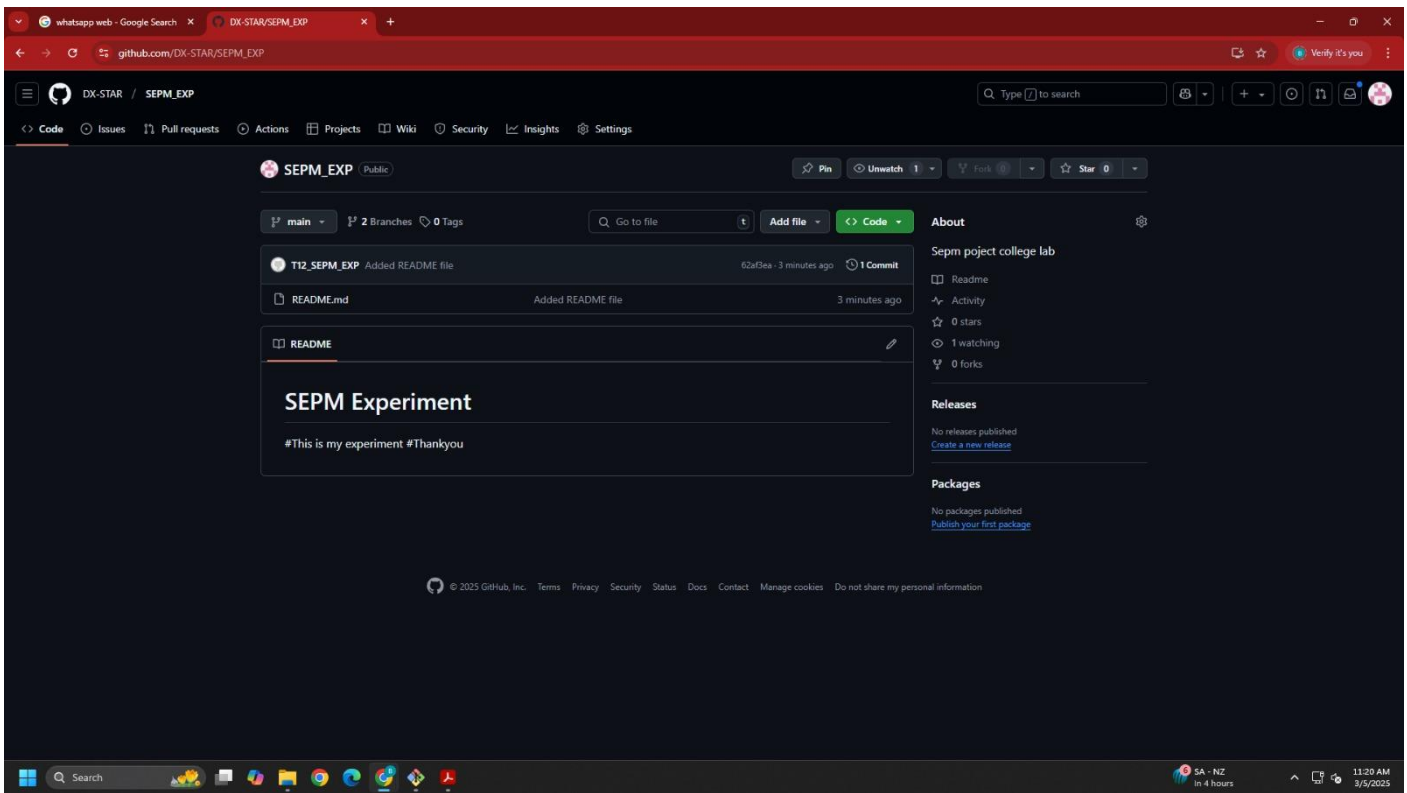 whatsapp web - Google Search
DX-STAR/SEPM_EXP
github.com/DX-STAR/SEPM_EXP
Verify it's you
DX-STAR / SEPM_EXP
Type / to search
Code Issues Pull requests Actions Projects Wiki Security Insights Settings
SEPM_EXP Public
Pin Unwatch 1 Fork 0 Star 0
main 2 Branches 0 Tags
Go to file t Add file Code
T12_SEPM_EXP Added README file 62af3ea · 3 minutes ago 1 Commit
README.md Added README file 3 minutes ago
README
SEPM Experiment
#This is my experiment #Thankyou
About
Sepm poject college lab
Readme
Activity
0 stars
1 watching
0 forks
Releases
No releases published
Create a new release
Packages
No packages published
Publish your first package
© 2025 GitHub, Inc. Terms Privacy Security Status Docs Contact Manage cookies Do not share my personal information
Search
6
SA - NZ
In 4 hours
11:20 AM
3/5/2025